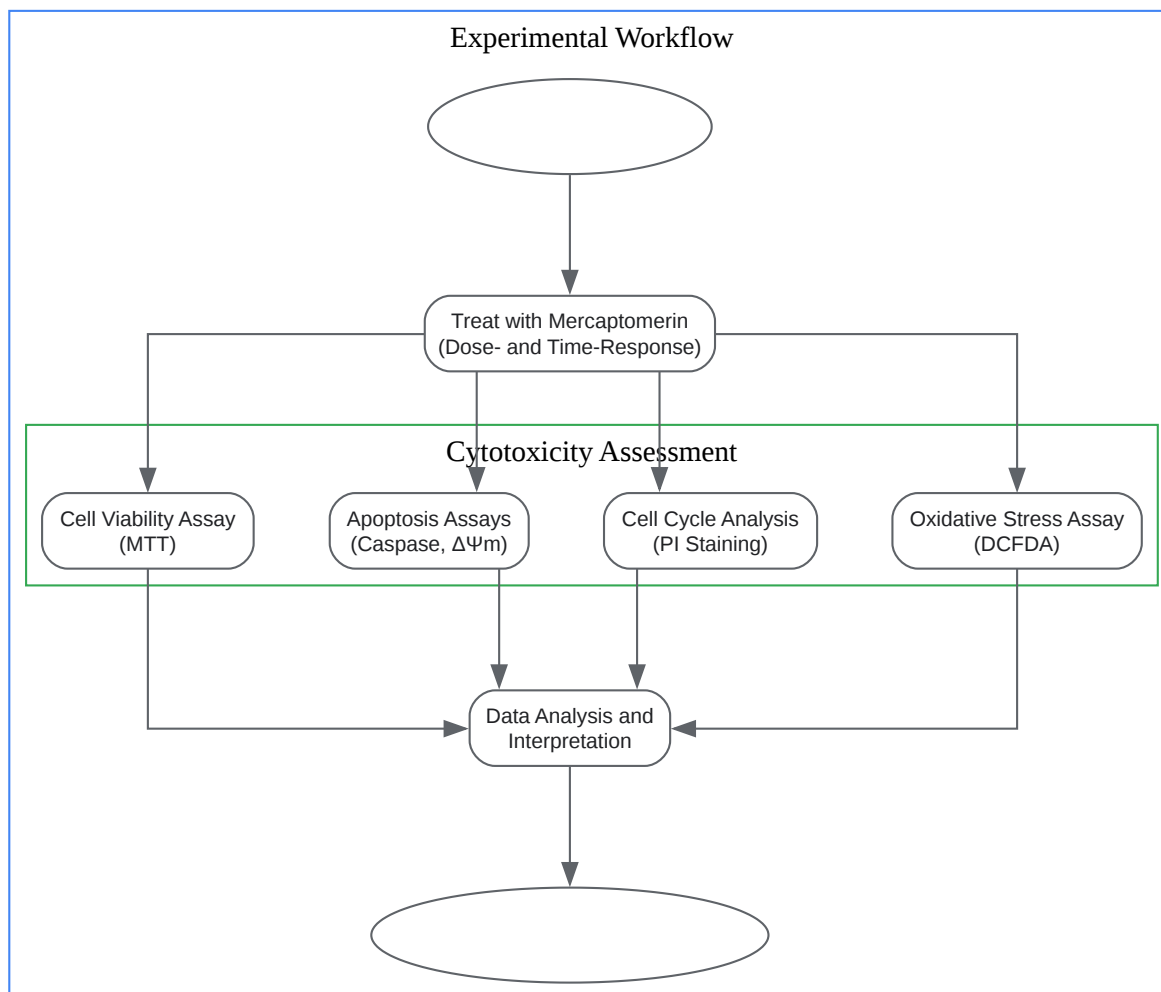 Experimental Workflow
Treat with Mercaptomerin
(Dose- and Time-Response)
Cytotoxicity Assessment
Cell Viability Assay
(MTT)
Apoptosis Assays
(Caspase, ΔΨm)
Cell Cycle Analysis
(PI Staining)
Oxidative Stress Assay
(DCFDA)
Data Analysis and
Interpretation